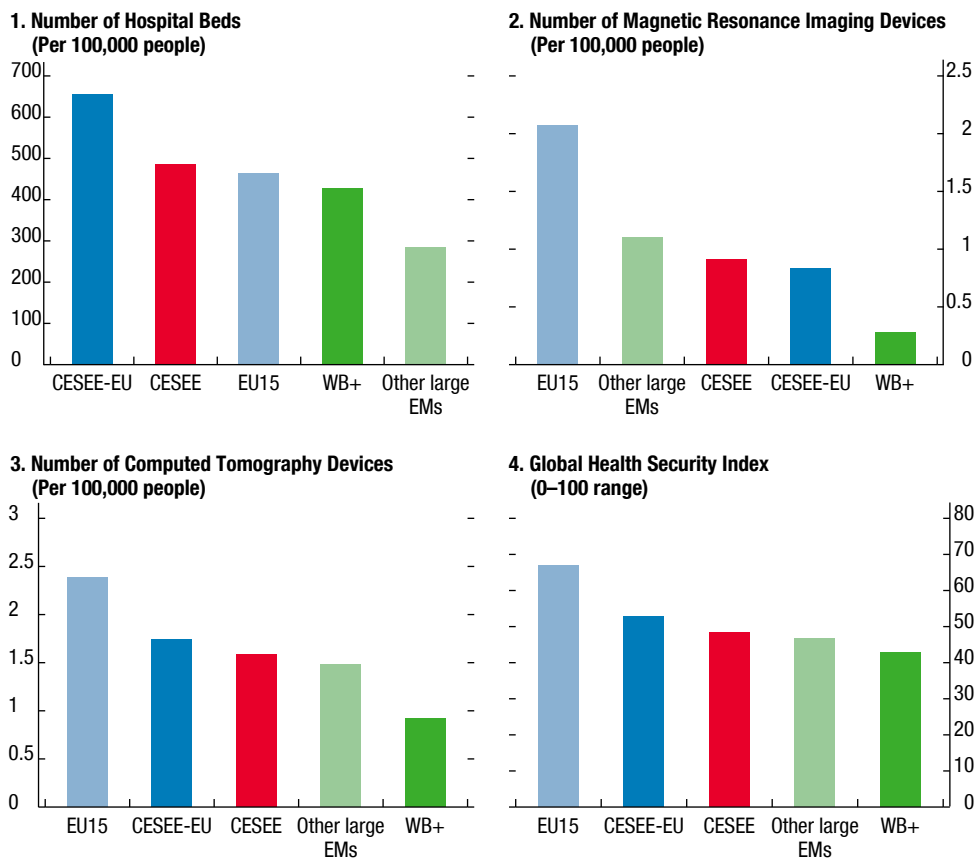 1. Number of Hospital Beds
(Per 100,000 people)
700
600
500
400
300
200
100
0
CESEE-EU CESEE EU15 WB+ Other large
EMs
2. Number of Magnetic Resonance Imaging Devices
(Per 100,000 people)
2.5
2
1.5
1
0.5
0
EU15 Other large CESEE CESEE-EU WB+
EMs
3. Number of Computed Tomography Devices
(Per 100,000 people)
3
2.5
2
1.5
1
0.5
0
EU15 CESEE-EU CESEE Other large WB+
EMs
4. Global Health Security Index
(0–100 range)
80
70
60
50
40
30
20
10
0
EU15 CESEE-EU CESEE Other large WB+
EMs